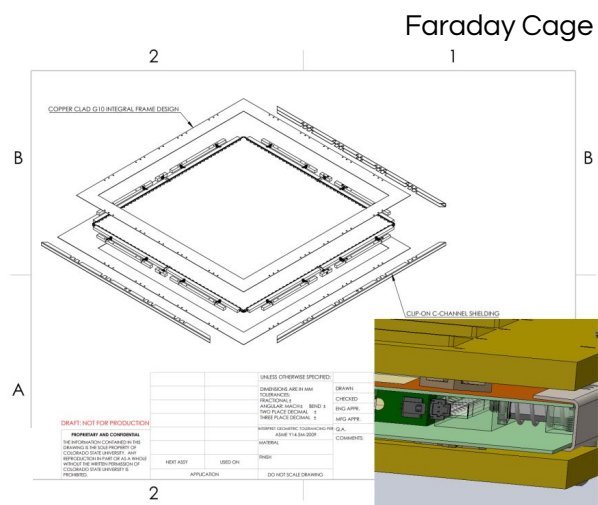 Faraday Cage
2
1
COPPER CLAD G10 INTEGRAL FRAME DESIGN
B
B
CLIP-ON C-CHANNEL SHIELDING
A
UNLESS OTHERWISE SPECIFIED:
DIMENSIONS ARE IN MM
TOLERANCES:
FRACTIONAL ±
ANGULAR: MACH ± BEND ±
TWO PLACE DECIMAL ±
THREE PLACE DECIMAL ±
INTERPRET GEOMETRIC TOLERANCING PER:
ASME Y14.5M-2009
MATERIAL
FINISH
DO NOT SCALE DRAWING
DRAWN
CHECKED
ENG APPR.
MFG APPR.
Q.A.
COMMENTS:
DRAFT: NOT FOR PRODUCTION
PROPRIETARY AND CONFIDENTIAL
THE INFORMATION CONTAINED IN THIS
DRAWING IS THE SOLE PROPERTY OF
COLORADO STATE UNIVERSITY. ANY
REPRODUCTION IN PART OR AS A WHOLE
WITHOUT THE WRITTEN PERMISSION OF
COLORADO STATE UNIVERSITY IS
PROHIBITED.
NEXT ASSY
USED ON
APPLICATION
2